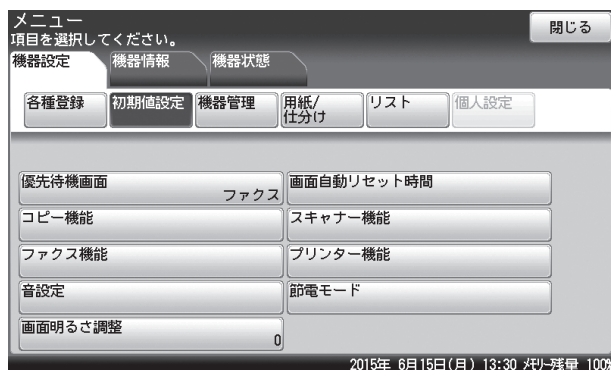 メニュー
項目を選択してください。
閉じる
機器設定 機器情報 機器状態
各種登録 初期値設定 機器管理 用紙/
仕分け リスト 個人設定
優先待機画面 ファクス 画面自動リセット時間
コピー機能 スキャナー機能
ファクス機能 プリンター機能
音設定 節電モード
画面明るさ調整 0
2015年 6月15日(月) 13:30 メモリー残量 100%